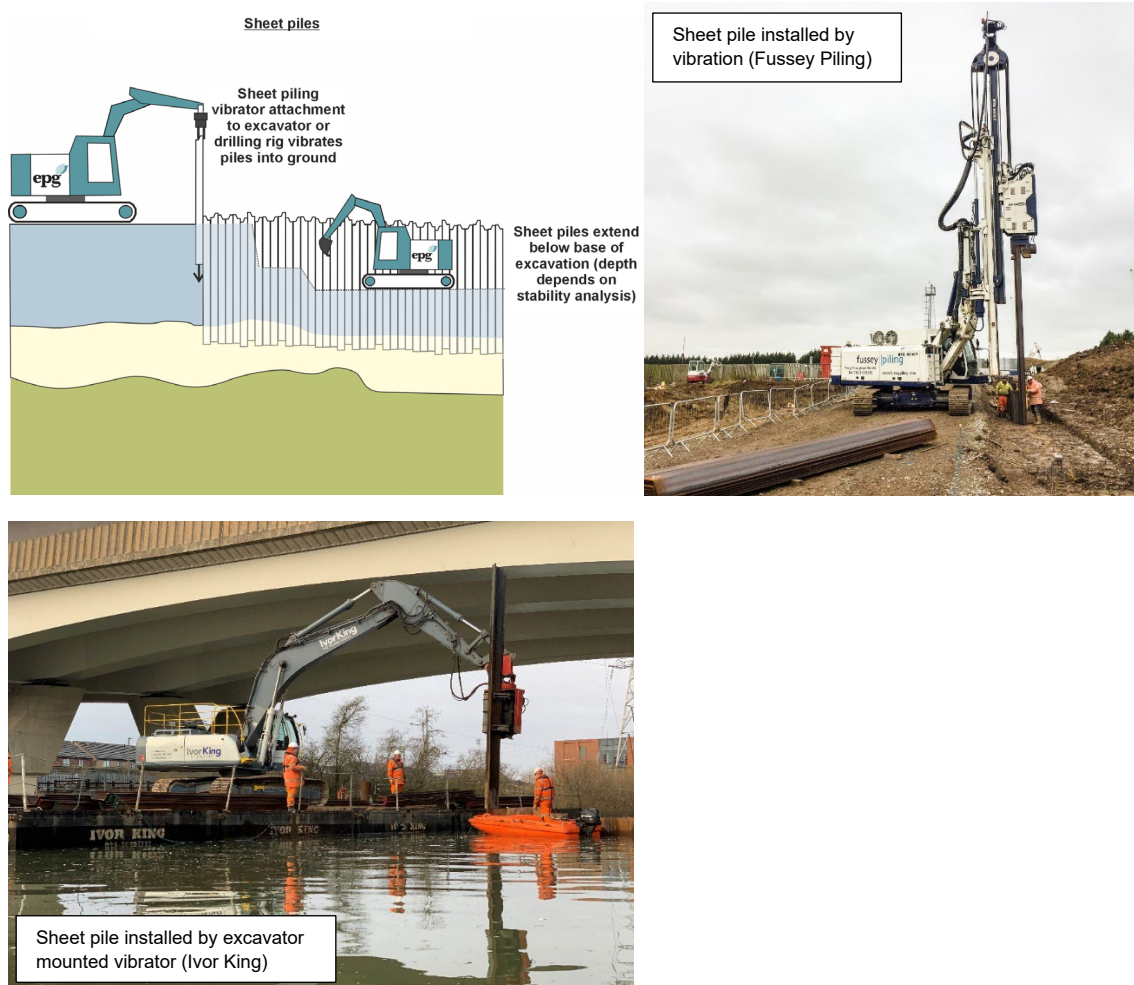 Sheet piles
Sheet piling
vibrator attachment
to excavator or
drilling rig vibrates
piles into ground
epg
epg
Sheet piles extend
below base of
excavation (depth
depends on
stability analysis)
Sheet pile installed by
vibration (Fussey Piling)
fussey piling
IvorKing
IvorKing
IVOR KING
IVOR KING
Sheet pile installed by excavator
mounted vibrator (Ivor King)